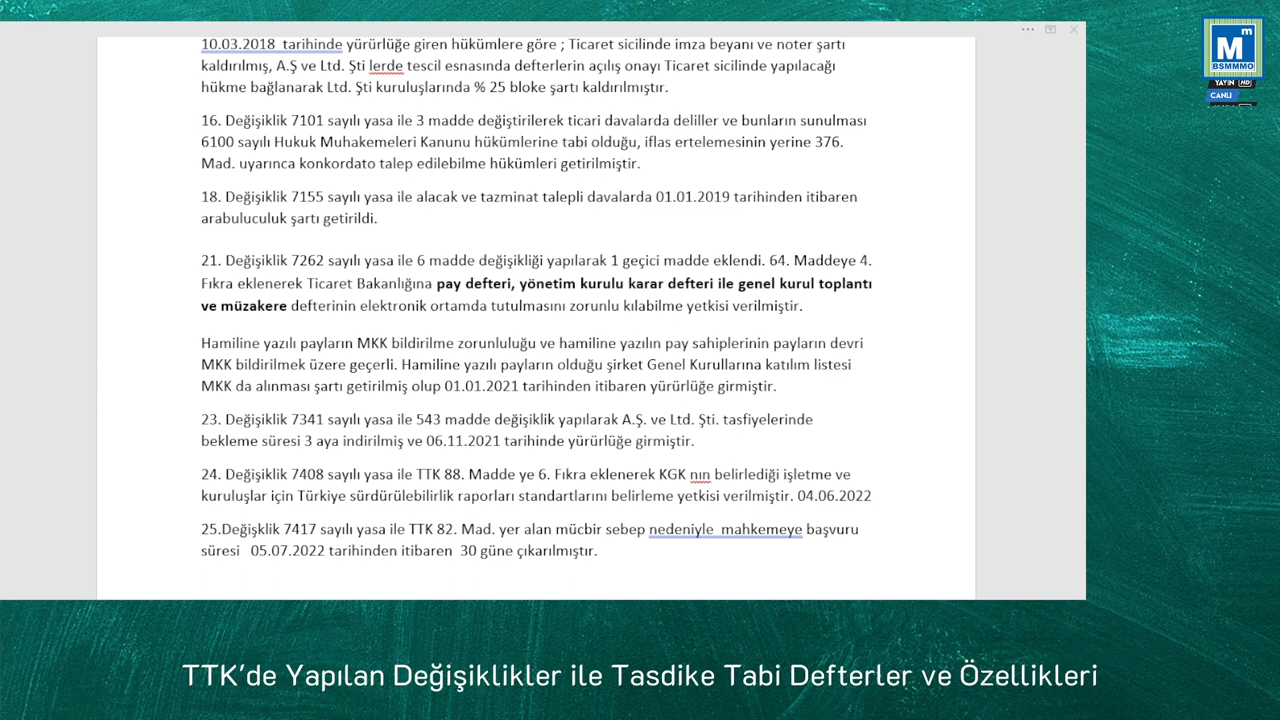 10.03.2018  tarihinde yürürlüğe giren hükümlere göre ; Ticaret sicilinde imza beyanı ve noter şartı
kaldırılmış, A.Ş ve Ltd. Şti lerde tescil esnasında defterlerin açılış onayı Ticaret sicilinde yapılacağı
hükme bağlanarak Ltd. Şti kuruluşlarında % 25 bloke şartı kaldırılmıştır.
16. Değişiklik 7101 sayılı yasa ile 3 madde değiştirilerek ticari davalarda deliller ve bunların sunulması
6100 sayılı Hukuk Muhakemeleri Kanunu hükümlerine tabi olduğu, iflas ertelemesinin yerine 376.
Mad. uyarınca konkordato talep edilebilme hükümleri getirilmiştir.
18. Değişiklik 7155 sayılı yasa ile alacak ve tazminat talepli davalarda 01.01.2019 tarihinden itibaren
arabuluculuk şartı getirildi.
21. Değişiklik 7262 sayılı yasa ile 6 madde değişikliği yapılarak 1 geçici madde eklendi. 64. Maddeye 4.
Fıkra eklenerek Ticaret Bakanlığına pay defteri, yönetim kurulu karar defteri ile genel kurul toplantı
ve müzakere defterinin elektronik ortamda tutulmasını zorunlu kılabilme yetkisi verilmiştir.
Hamiline yazılı payların MKK bildirilme zorunluluğu ve hamiline yazılın pay sahiplerinin payların devri
MKK bildirilmek üzere geçerli. Hamiline yazılı payların olduğu şirket Genel Kurullarına katılım listesi
MKK da alınması şartı getirilmiş olup 01.01.2021 tarihinden itibaren yürürlüğe girmiştir.
23. Değişiklik 7341 sayılı yasa ile 543 madde değişiklik yapılarak A.Ş. ve Ltd. Şti. tasfiyelerinde
bekleme süresi 3 aya indirilmiş ve 06.11.2021 tarihinde yürürlüğe girmiştir.
24. Değişiklik 7408 sayılı yasa ile TTK 88. Madde ye 6. Fıkra eklenerek KGK nın belirlediği işletme ve
kuruluşlar için Türkiye sürdürülebilirlik raporları standartlarını belirleme yetkisi verilmiştir. 04.06.2022
25.Değişklik 7417 sayılı yasa ile TTK 82. Mad. yer alan mücbir sebep nedeniyle  mahkemeye başvuru
süresi   05.07.2022 tarihinden itibaren  30 güne çıkarılmıştır.
Mm
BSMMMO
YAYIN HD
CANLI
TTK'de Yapılan Değişiklikler ile Tasdike Tabi Defterler ve Özellikleri